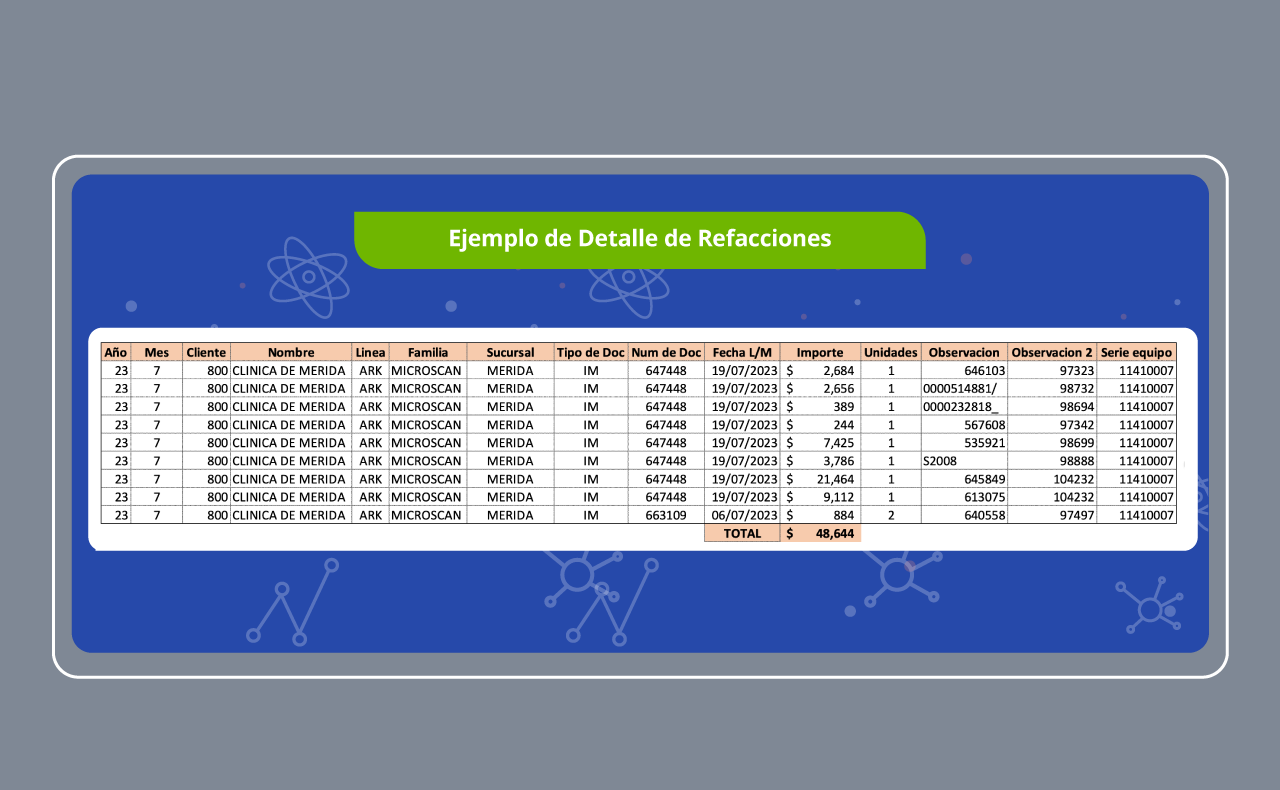 Ejemplo de Detalle de Refacciones
Año Mes Cliente Nombre Linea Familia Sucursal Tipo de Doc Num de Doc Fecha L/M Importe Unidades Observacion Observacion 2 Serie equipo
23 7 800 CLINICA DE MERIDA ARK MICROSCAN MERIDA IM 647448 19/07/2023 $ 2,684 1 646103 97323 11410007
23 7 800 CLINICA DE MERIDA ARK MICROSCAN MERIDA IM 647448 19/07/2023 $ 2,656 1 0000514881/ 98732 11410007
23 7 800 CLINICA DE MERIDA ARK MICROSCAN MERIDA IM 647448 19/07/2023 $ 389 1 0000232818_ 98694 11410007
23 7 800 CLINICA DE MERIDA ARK MICROSCAN MERIDA IM 647448 19/07/2023 $ 244 1 567608 97342 11410007
23 7 800 CLINICA DE MERIDA ARK MICROSCAN MERIDA IM 647448 19/07/2023 $ 7,425 1 535921 98699 11410007
23 7 800 CLINICA DE MERIDA ARK MICROSCAN MERIDA IM 647448 19/07/2023 $ 3,786 1 S2008 98888 11410007
23 7 800 CLINICA DE MERIDA ARK MICROSCAN MERIDA IM 647448 19/07/2023 $ 21,464 1 645849 104232 11410007
23 7 800 CLINICA DE MERIDA ARK MICROSCAN MERIDA IM 647448 19/07/2023 $ 9,112 1 613075 104232 11410007
23 7 800 CLINICA DE MERIDA ARK MICROSCAN MERIDA IM 663109 06/07/2023 $ 884 2 640558 97497 11410007
TOTAL $ 48,644